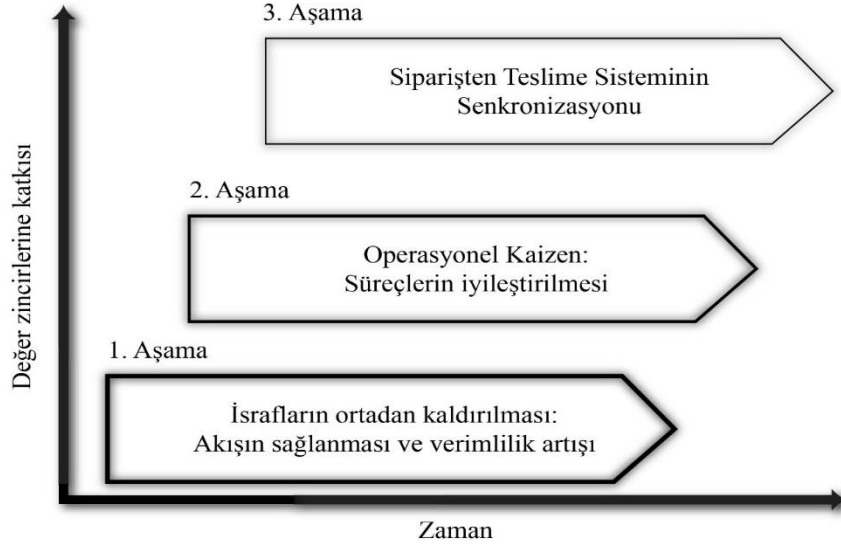 3. Aşama
Siparişten Teslime Sisteminin
Senkronizasyonu
2. Aşama
Operasyonel Kaizen:
Süreçlerin iyileştirilmesi
1. Aşama
İsrafların ortadan kaldırılması:
Akışın sağlanması ve verimlilik artışı
Değer zincirlerine katkısı
Zaman